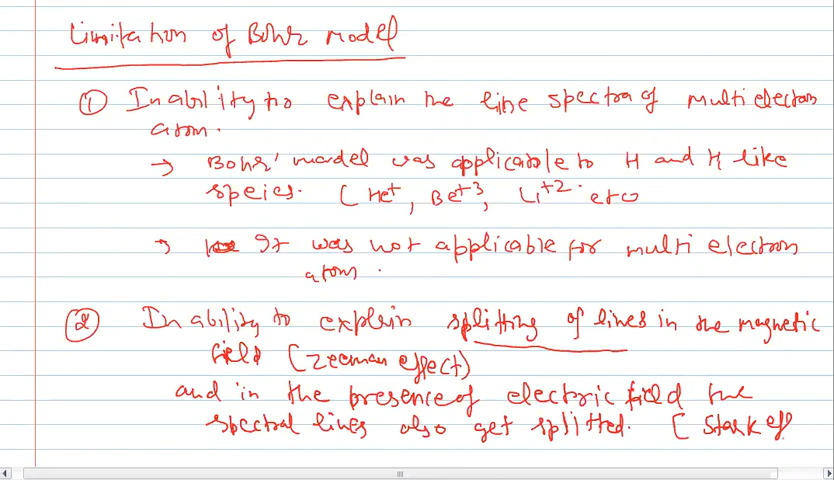 Limitation of Bohr model
① Inability to explain the line spectra of multi electron
atom.
→ Bohr' model was applicable to H and H like
speies. (He+, Be+3, Li+2. etc
→ It was not applicable for multi electron
atom.
② Inability to explein splitting of lines in the magnetic
field (Zeeman effect)
and in the presence of electric field the
spectral lines also get splitted. [Stark ef